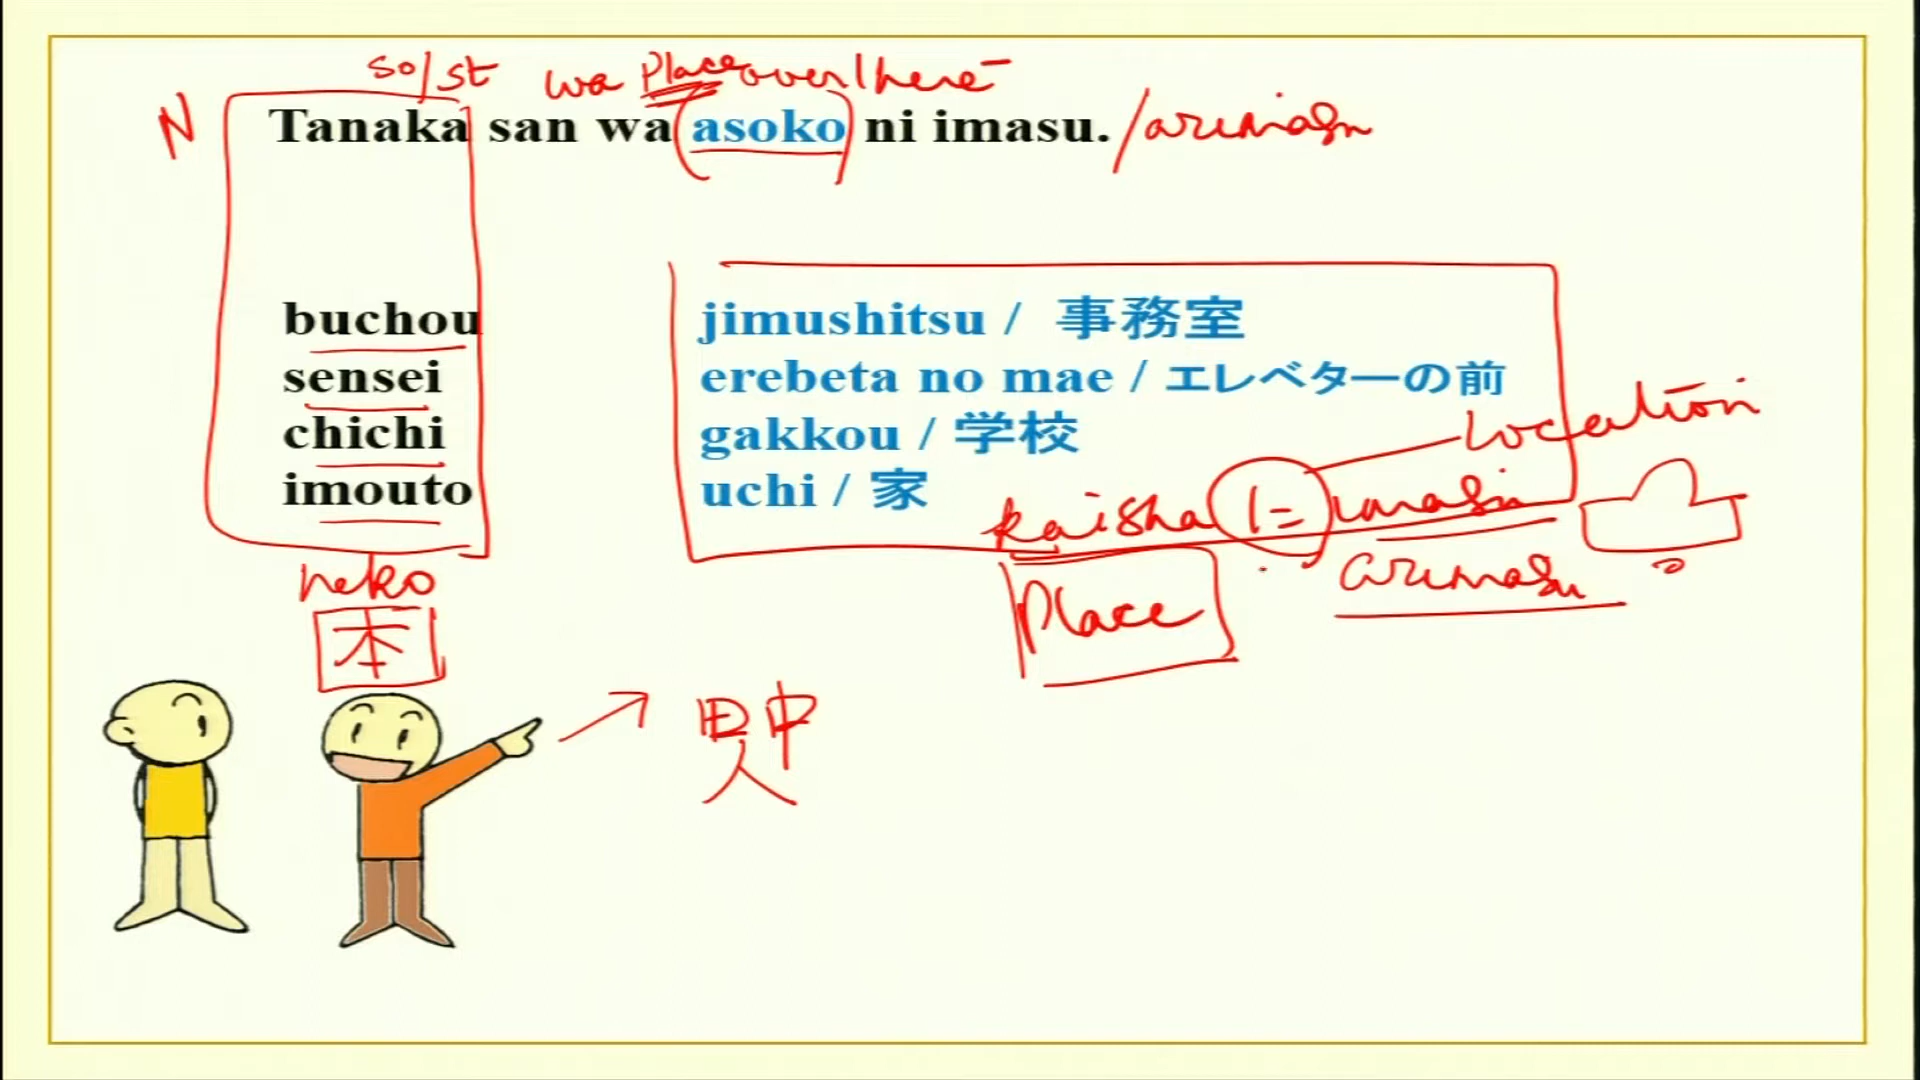 so/st wa place over there
N Tanaka san wa asoko ni imasu. /arimasu
buchou jimushitsu / 事務室
sensei erebeta no mae / エレベターの前
chichi gakkou / 学校
imouto uchi / 家
Location
kaisha に imasu
neko Place arimasu
本
田中
人